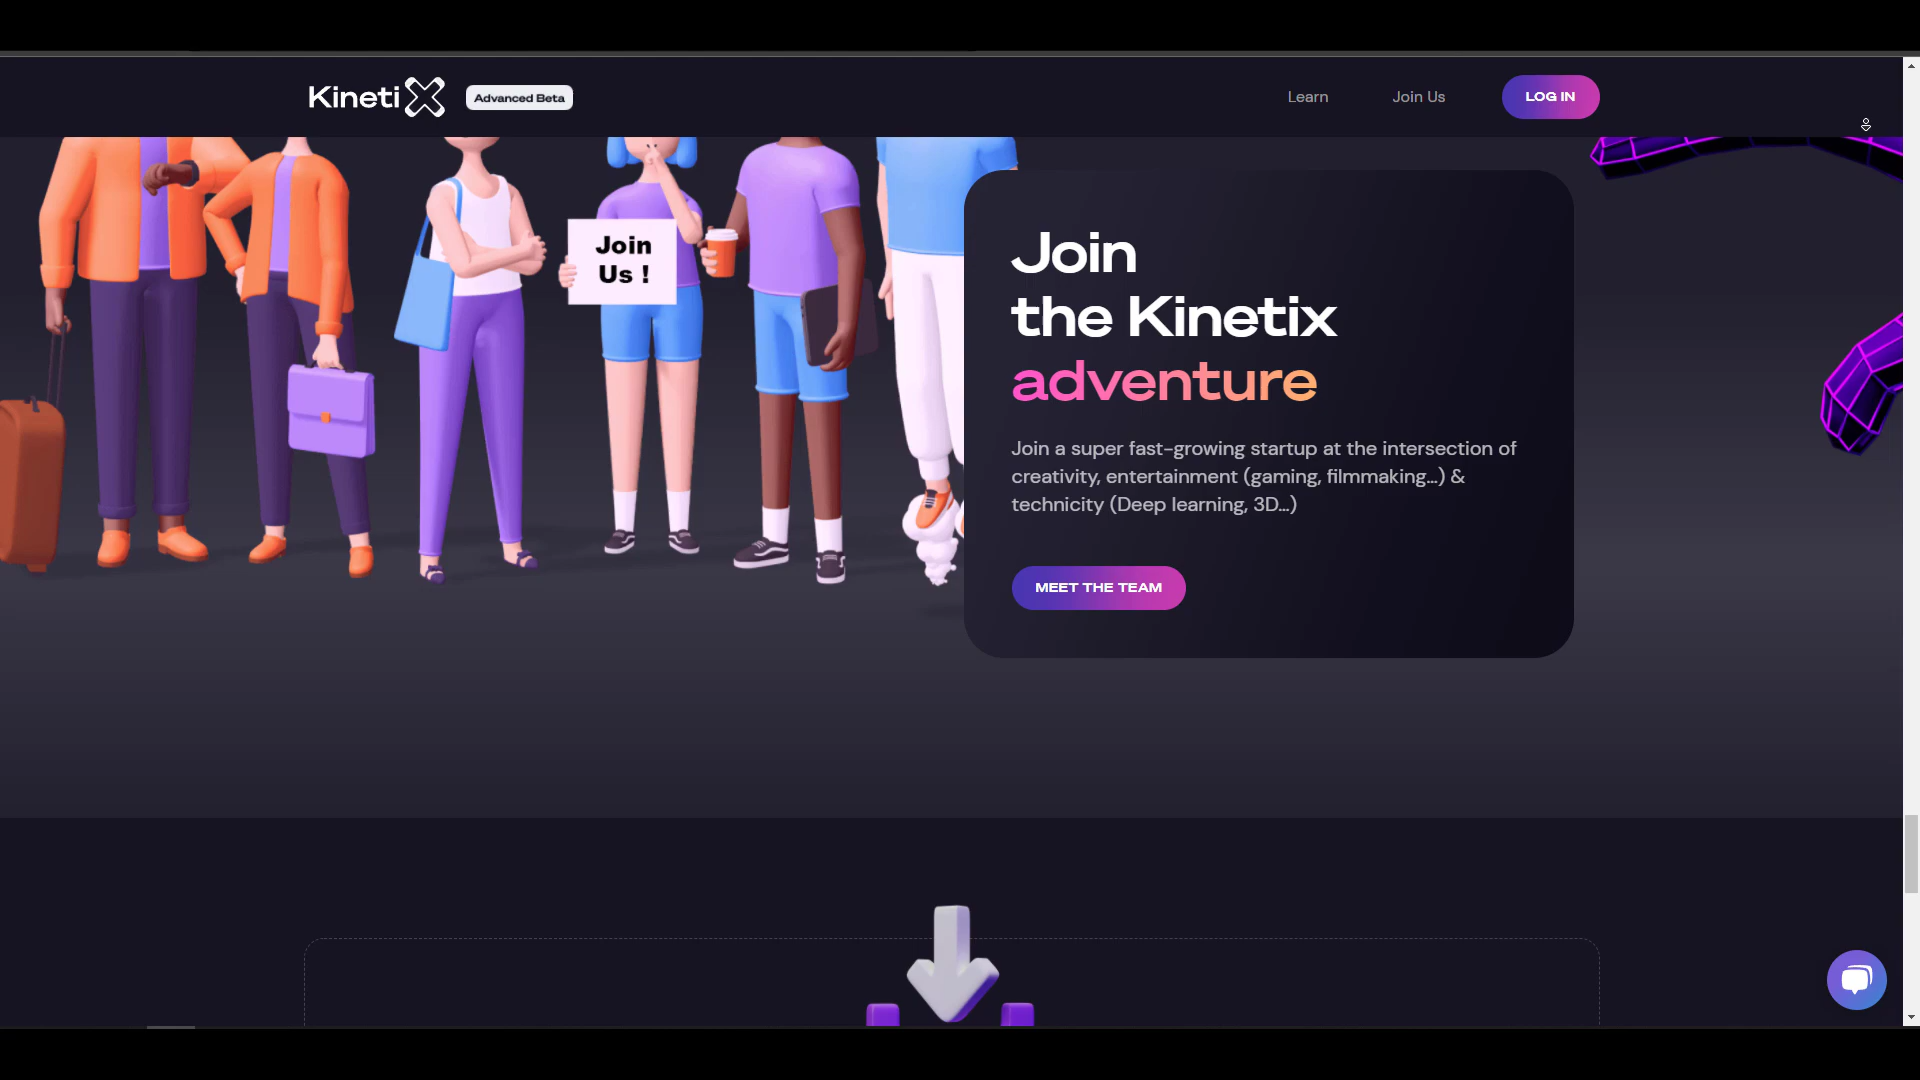 Kinetix
Advanced Beta
Learn
Join Us
LOG IN
Join
Us !
Join
the Kinetix
adventure
Join a super fast-growing startup at the intersection of
creativity, entertainment (gaming, filmmaking...) &
technicity (Deep learning, 3D...)
MEET THE TEAM